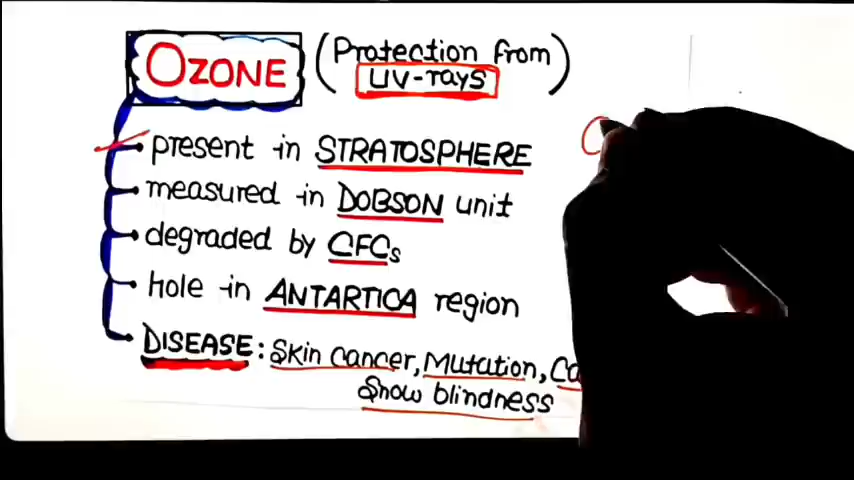 OZONE (Protection from
UV-rays)
present in STRATOSPHERE
measured in DOBSON unit
degraded by CFCs
hole in ANTARTICA region
DISEASE: Skin cancer, Mutation,
Snow blindness